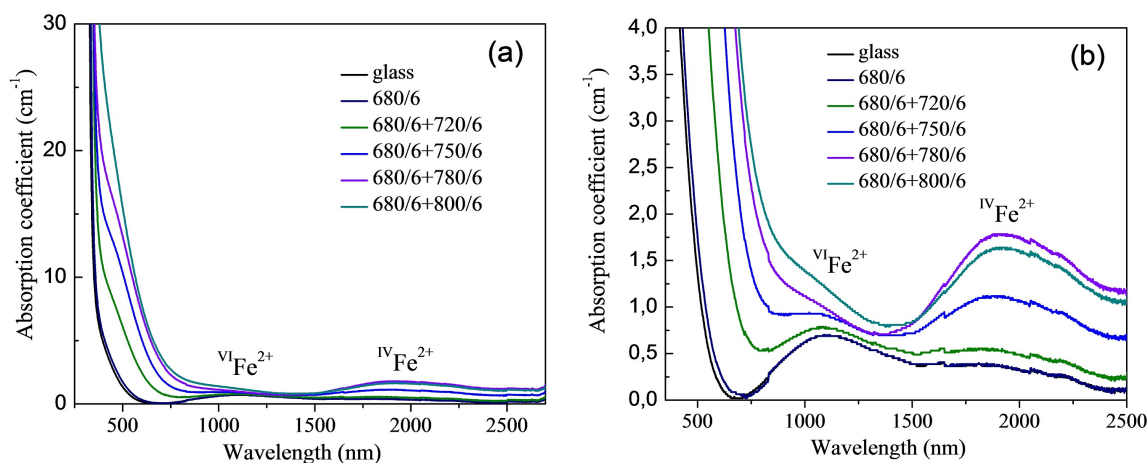 (a)
30
20
10
0
Absorption coefficient (cm⁻¹)
glass
680/6
680/6+720/6
680/6+750/6
680/6+780/6
680/6+800/6
ⱽᴵFe²⁺
ᴵⱽFe²⁺
500 1000 1500 2000 2500
Wavelength (nm)
(b)
4,0
3,5
3,0
2,5
2,0
1,5
1,0
0,5
0,0
Absorption coefficient (cm⁻¹)
glass
680/6
680/6+720/6
680/6+750/6
680/6+780/6
680/6+800/6
ᴵⱽFe²⁺
ⱽᴵFe²⁺
500 1000 1500 2000 2500
Wavelength (nm)